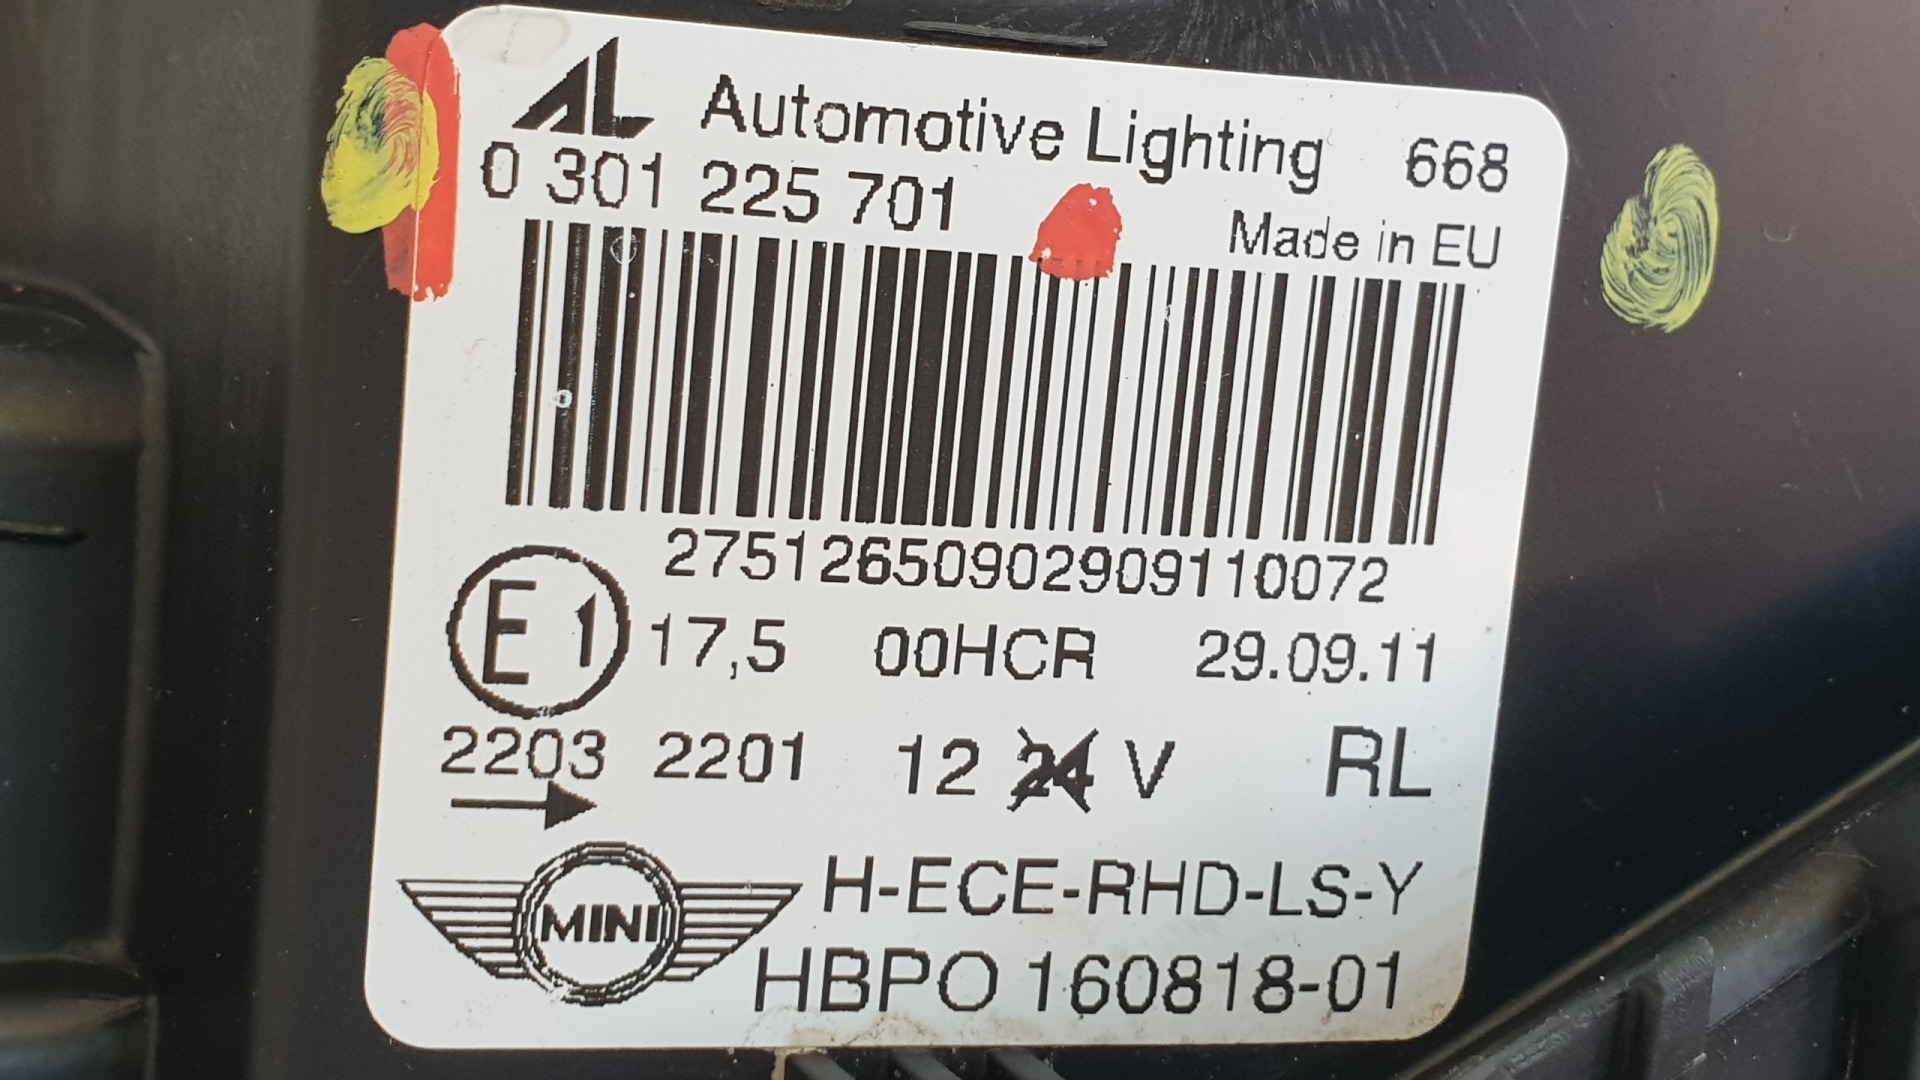 AL Automotive Lighting 668
0 301 225 701
Made in EU
27512650902909110072
E1 17,5 00HCR 29.09.11
2203 2201 12 24 V RL
MINI H-ECE-RHD-LS-Y
HBPO 160818-01